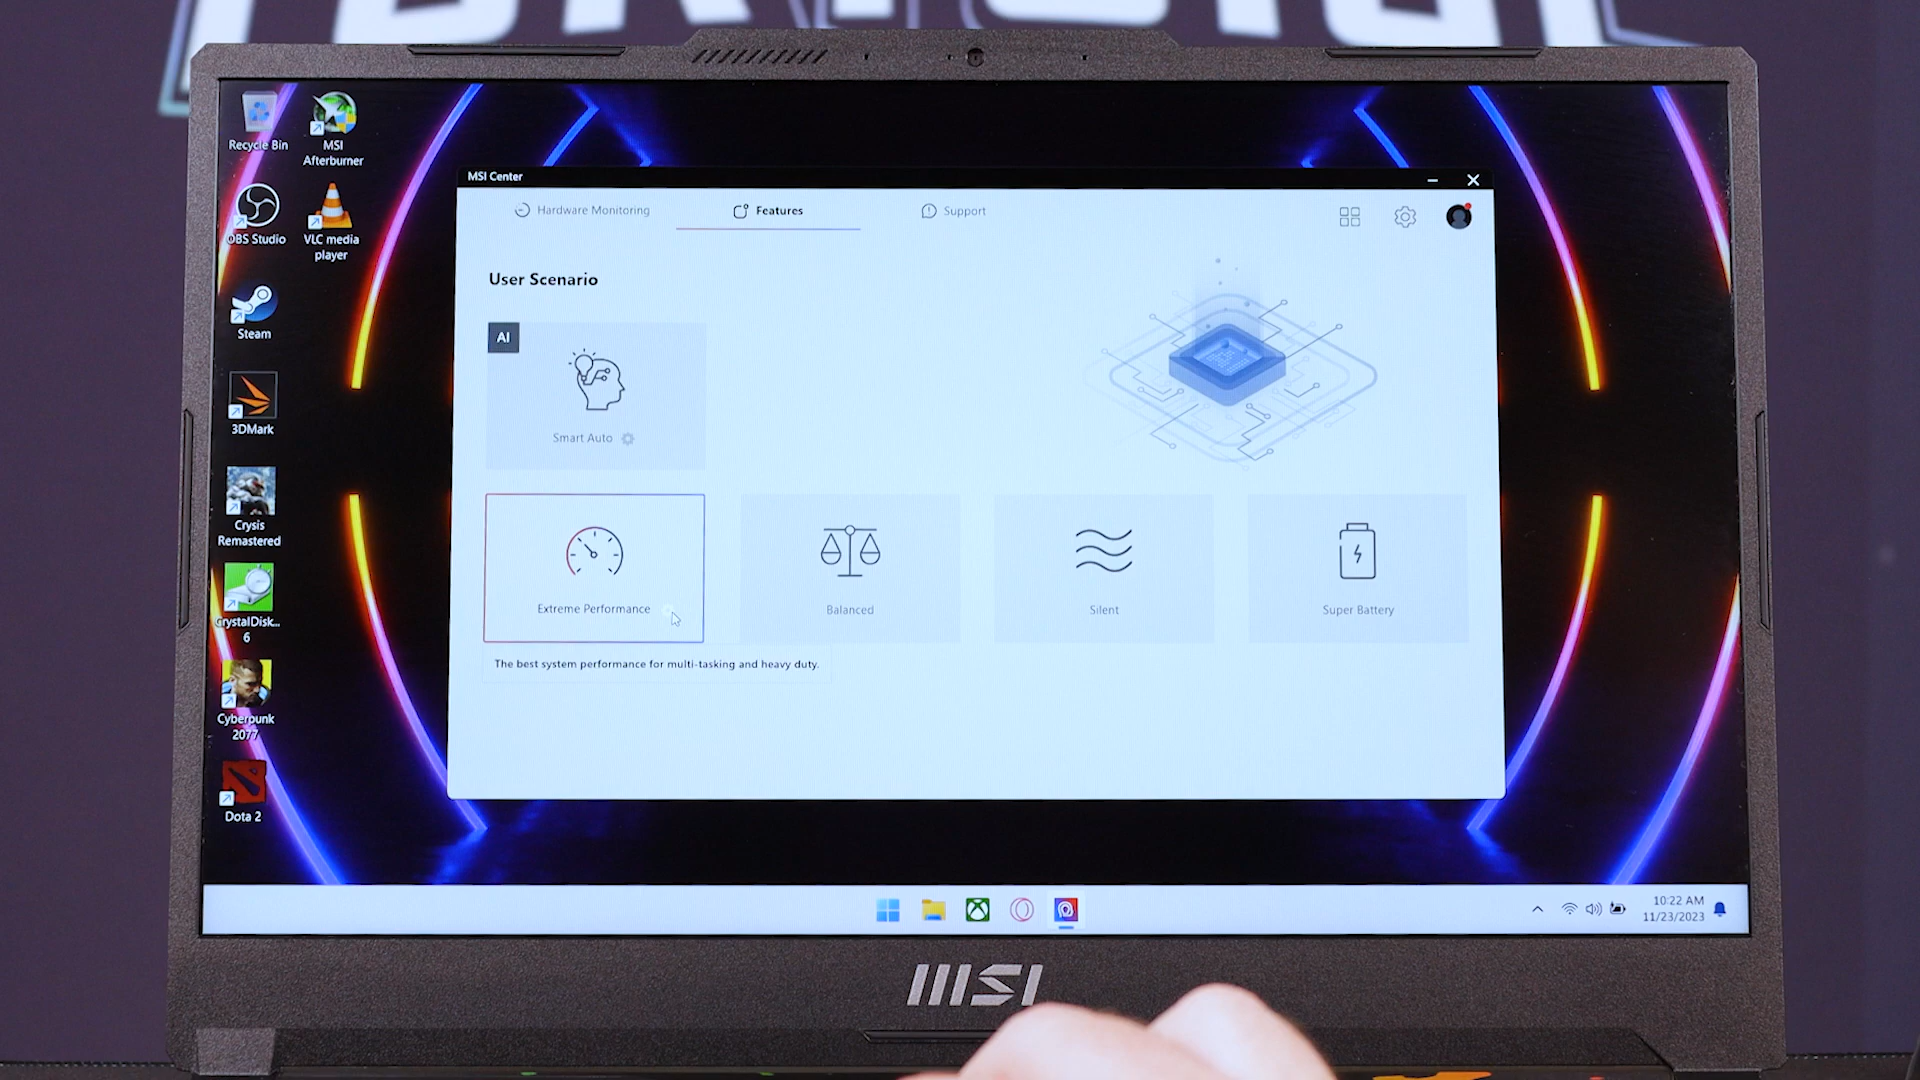 Recycle Bin
MSI
Afterburner
OBS Studio
VLC media
player
Steam
3DMark
Crysis
Remastered
CrystalDisk...
6
Cyberpunk
2077
Dota 2
MSI Center
Hardware Monitoring
Features
Support
User Scenario
AI
Smart Auto
Extreme Performance
Balanced
Silent
Super Battery
The best system performance for multi-tasking and heavy duty.
10:22 AM
11/23/2023
MSI